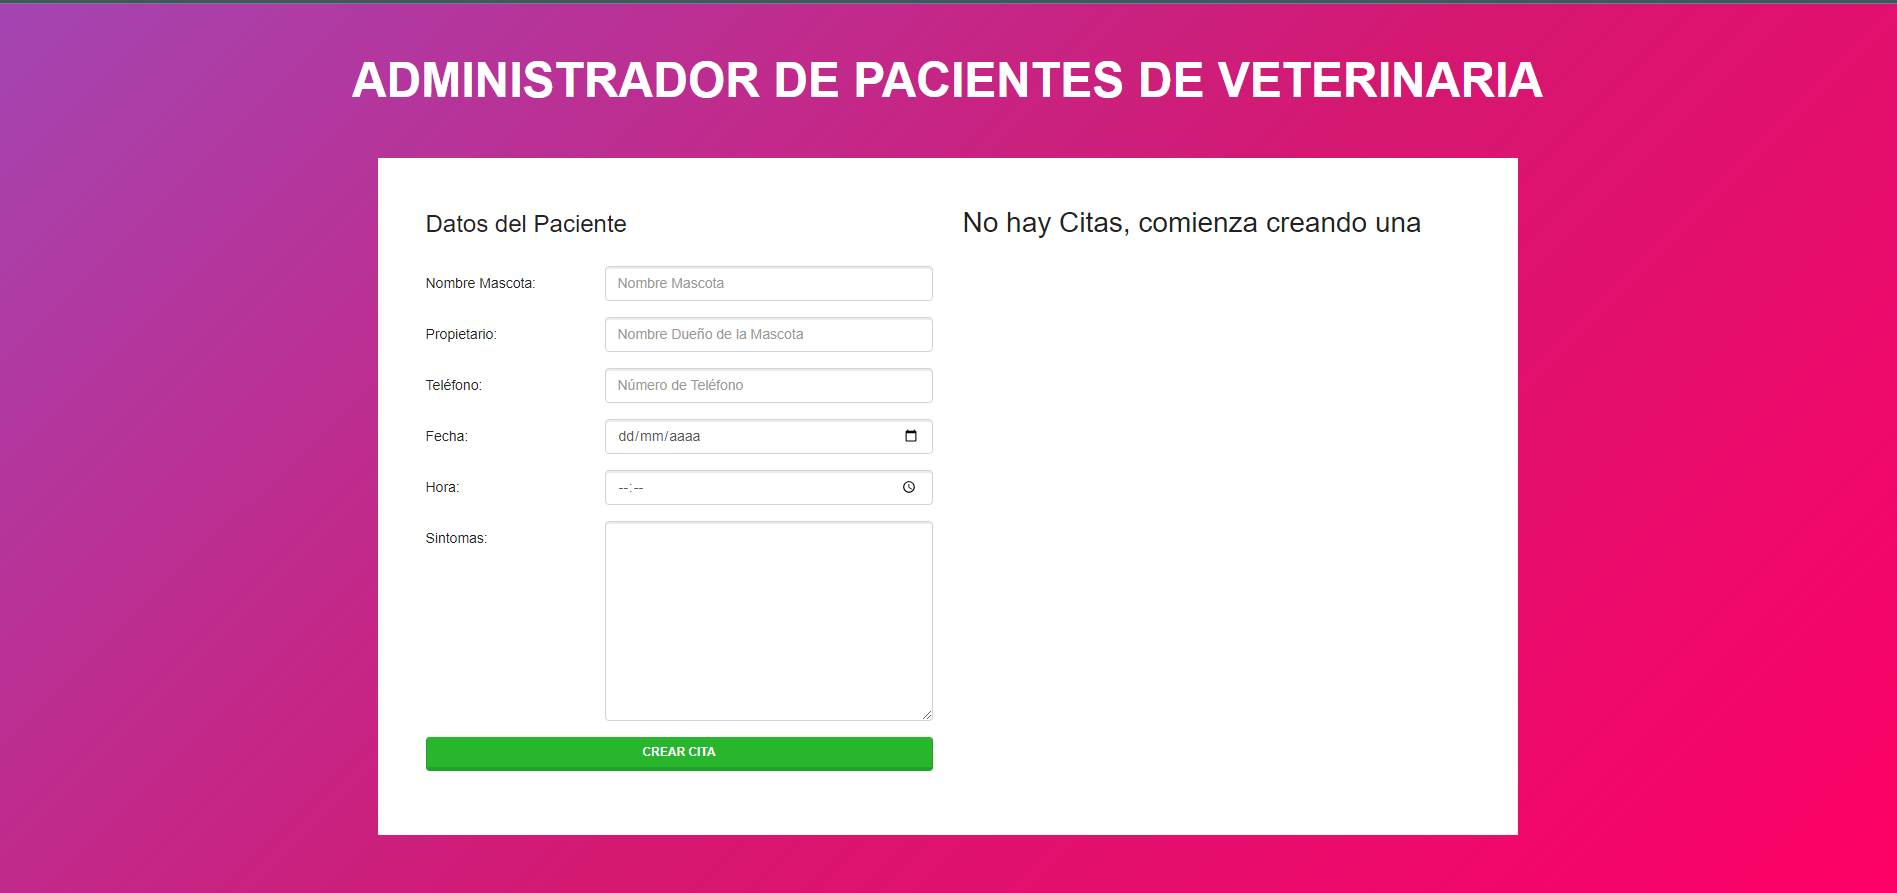 ADMINISTRADOR DE PACIENTES DE VETERINARIA
Datos del Paciente
Nombre Mascota:
Nombre Mascota
Propietario:
Nombre Dueño de la Mascota
Teléfono:
Número de Teléfono
Fecha:
dd/mm/aaaa
Hora:
--:--
Sintomas:
CREAR CITA
No hay Citas, comienza creando una